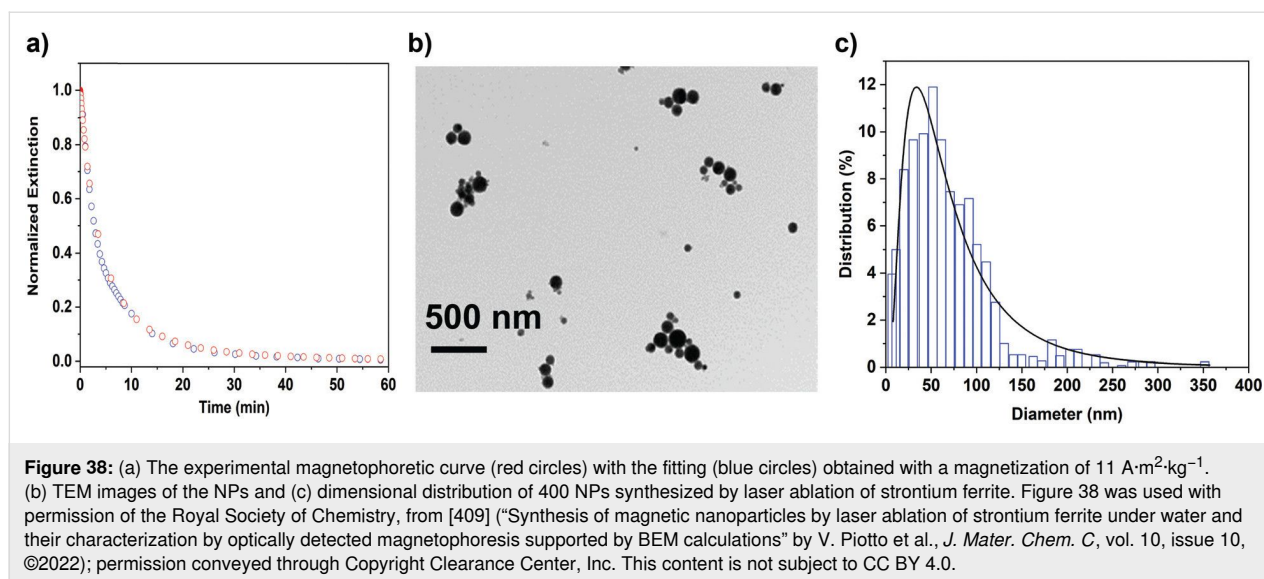 a)
1.0
0.8
0.6
0.4
0.2
0.0
Normalized Extinction
0 10 20 30 40 50 60
Time (min)
b)
500 nm
c)
12
10
8
6
4
2
0
Distribution (%)
0 50 100 150 200 250 300 350 400
Diameter (nm)
Figure 38: (a) The experimental magnetophoretic curve (red circles) with the fitting (blue circles) obtained with a magnetization of 11 A·m²·kg⁻¹.
(b) TEM images of the NPs and (c) dimensional distribution of 400 NPs synthesized by laser ablation of strontium ferrite. Figure 38 was used with
permission of the Royal Society of Chemistry, from [409] (“Synthesis of magnetic nanoparticles by laser ablation of strontium ferrite under water and
their characterization by optically detected magnetophoresis supported by BEM calculations” by V. Piotto et al., J. Mater. Chem. C, vol. 10, issue 10,
©2022); permission conveyed through Copyright Clearance Center, Inc. This content is not subject to CC BY 4.0.